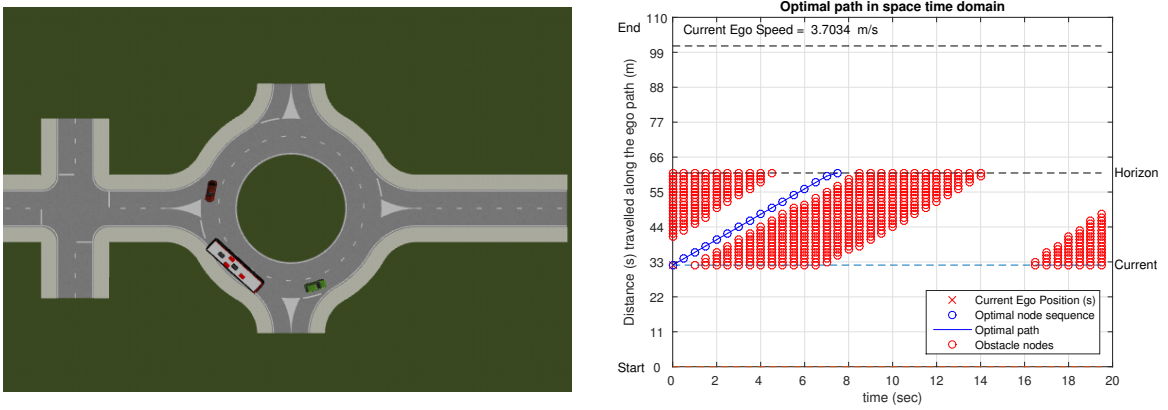 Optimal path in space time domain
Current Ego Speed = 3.7034 m/s
Distance (s) travelled along the ego path (m)
End
110
99
88
77
66
55
44
33
22
11
0
Start
Horizon
Current
Current Ego Position (s)
Optimal node sequence
Optimal path
Obstacle nodes
0 2 4 6 8 10 12 14 16 18 20
time (sec)